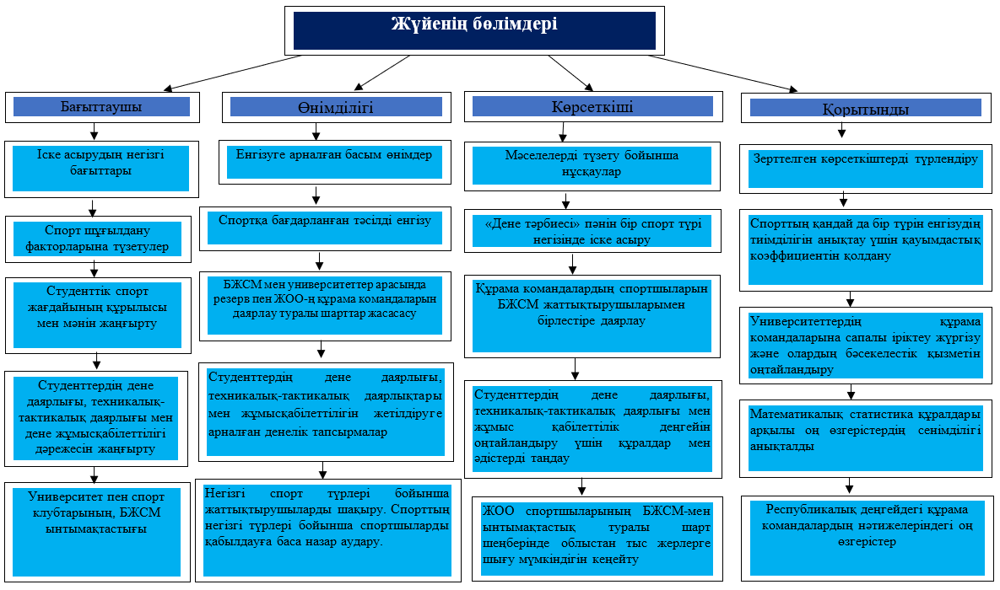 Жүйенің бөлімдері
Бағыттаушы
Іске асырудың негізгі
бағыттары
Спорт шұғылдану
факторларына түзетулер
Студенттік спорт
жағдайының құрылысы
мен мәнін жаңғырту
Студенттердің дене
даярлығы, техникалық-
тактикалық даярлығы мен
дене жұмысқабілеттілігі
дәрежесін жаңғырту
Университет пен спорт
клубтарының, БЖСМ
ынтымақтастығы
Өнімділігі
Енгізуге арналған басым өнімдер
Спортқа бағдарланған тәсілді енгізу
БЖСМ мен университеттер арасында
резерв пен ЖОО-ң құрама командаларын
даярлау туралы шарттар жасасасу
Студенттердің дене даярлығы,
техникалық-тактикалық даярлықтары
мен жұмысқабілеттілігін жетілдіруге
арналған денелік тапсырмалар
Негізгі спорт түрлері бойынша
жаттықтырушыларды шақыру. Спорттың
негізгі түрлері бойынша спортшыларды
қабылдауға баса назар аудару.
Көрсеткіші
Мәселелерді түзету бойынша
нұсқаулар
«Дене тәрбиесі» пәнін бір спорт түрі
негізінде іске асыру
Құрама командалардың спортшыларын
БЖСМ жаттықтырушыларымен
бірлестіре даярлау
Студенттердің дене даярлығы,
техникалық-тактикалық даярлығы мен
жұмыс қабілеттілік деңгейін
оңтайландыру үшін құралдар мен
әдістерді таңдау
ЖОО спортшыларының БЖСМ-мен
ынтымақтастық туралы шарт
шеңберінде облыстан тыс жерлерге
шығу мүмкіндігін кеңейту
Қорытынды
Зерттелген көрсеткіштерді түрлендіру
Спорттың қандай да бір түрін енгізудің
тиімділігін анықтау үшін қауымдастық
коэффициентін қолдану
Университеттердің құрама
командаларына сапалы іріктеу жүргізу
және олардың бәсекелестік қызметін
оңтайландыру
Математикалық статистика құралдары
арқылы оң өзгерістердің сенімділігі
анықталды
Республикалық деңгейдегі құрама
командалардың нәтижелеріндегі оң
өзгерістер